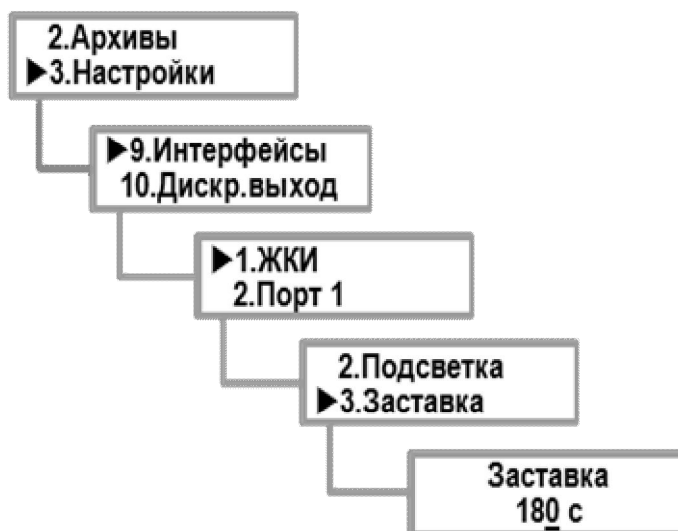 2.Архивы
▶3.Настройки
▶9.Интерфейсы
10.Дискр.выход
▶1.ЖКИ
2.Порт 1
2.Подсветка
▶3.Заставка
Заставка
180 с